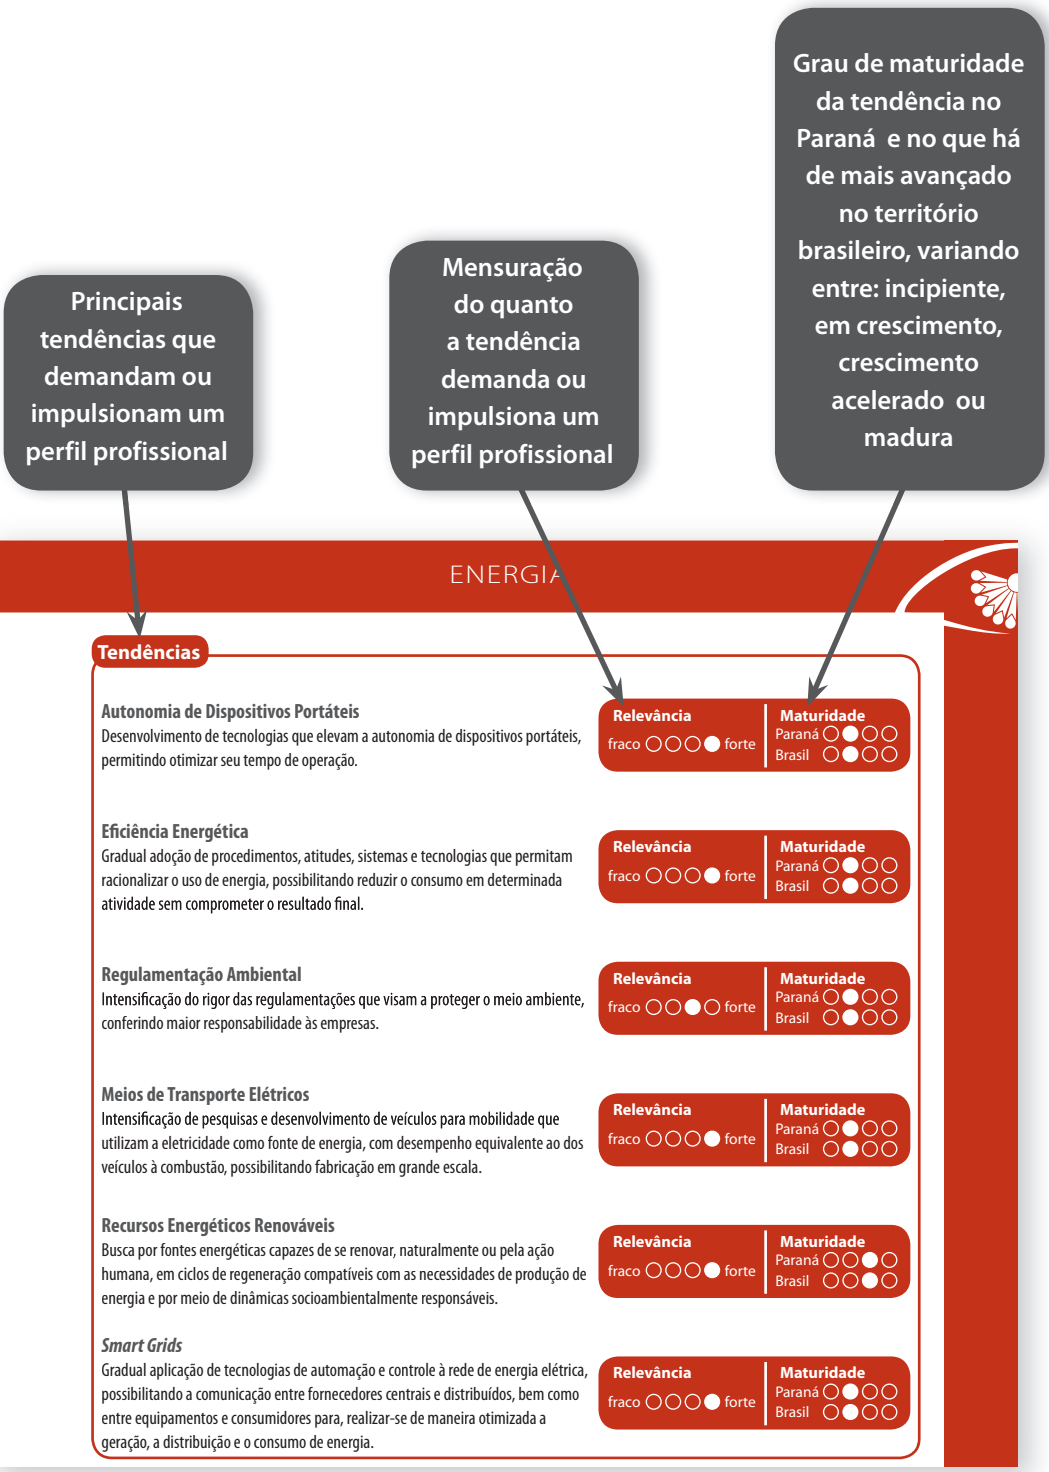 Grau de maturidade
da tendência no
Paraná e no que há
de mais avançado
no território
brasileiro, variando
entre: incipiente,
em crescimento,
crescimento
acelerado ou
madura
Mensuração
do quanto
a tendência
demanda ou
impulsiona um
perfil profissional
Principais
tendências que
demandam ou
impulsionam um
perfil profissional
ENERGIA
Tendências
Autonomia de Dispositivos Portáteis
Desenvolvimento de tecnologias que elevam a autonomia de dispositivos portáteis,
permitindo otimizar seu tempo de operação.
Relevância
fraco forte
Maturidade
Paraná
Brasil
Eficiência Energética
Gradual adoção de procedimentos, atitudes, sistemas e tecnologias que permitam
racionalizar o uso de energia, possibilitando reduzir o consumo em determinada
atividade sem comprometer o resultado final.
Relevância
fraco forte
Maturidade
Paraná
Brasil
Regulamentação Ambiental
Intensificação do rigor das regulamentações que visam a proteger o meio ambiente,
conferindo maior responsabilidade às empresas.
Relevância
fraco forte
Maturidade
Paraná
Brasil
Meios de Transporte Elétricos
Intensificação de pesquisas e desenvolvimento de veículos para mobilidade que
utilizam a eletricidade como fonte de energia, com desempenho equivalente ao dos
veículos à combustão, possibilitando fabricação em grande escala.
Relevância
fraco forte
Maturidade
Paraná
Brasil
Recursos Energéticos Renováveis
Busca por fontes energéticas capazes de se renovar, naturalmente ou pela ação
humana, em ciclos de regeneração compatíveis com as necessidades de produção de
energia e por meio de dinâmicas socioambientalmente responsáveis.
Relevância
fraco forte
Maturidade
Paraná
Brasil
Smart Grids
Gradual aplicação de tecnologias de automação e controle à rede de energia elétrica,
possibilitando a comunicação entre fornecedores centrais e distribuídos, bem como
entre equipamentos e consumidores para, realizar-se de maneira otimizada a
geração, a distribuição e o consumo de energia.
Relevância
fraco forte
Maturidade
Paraná
Brasil